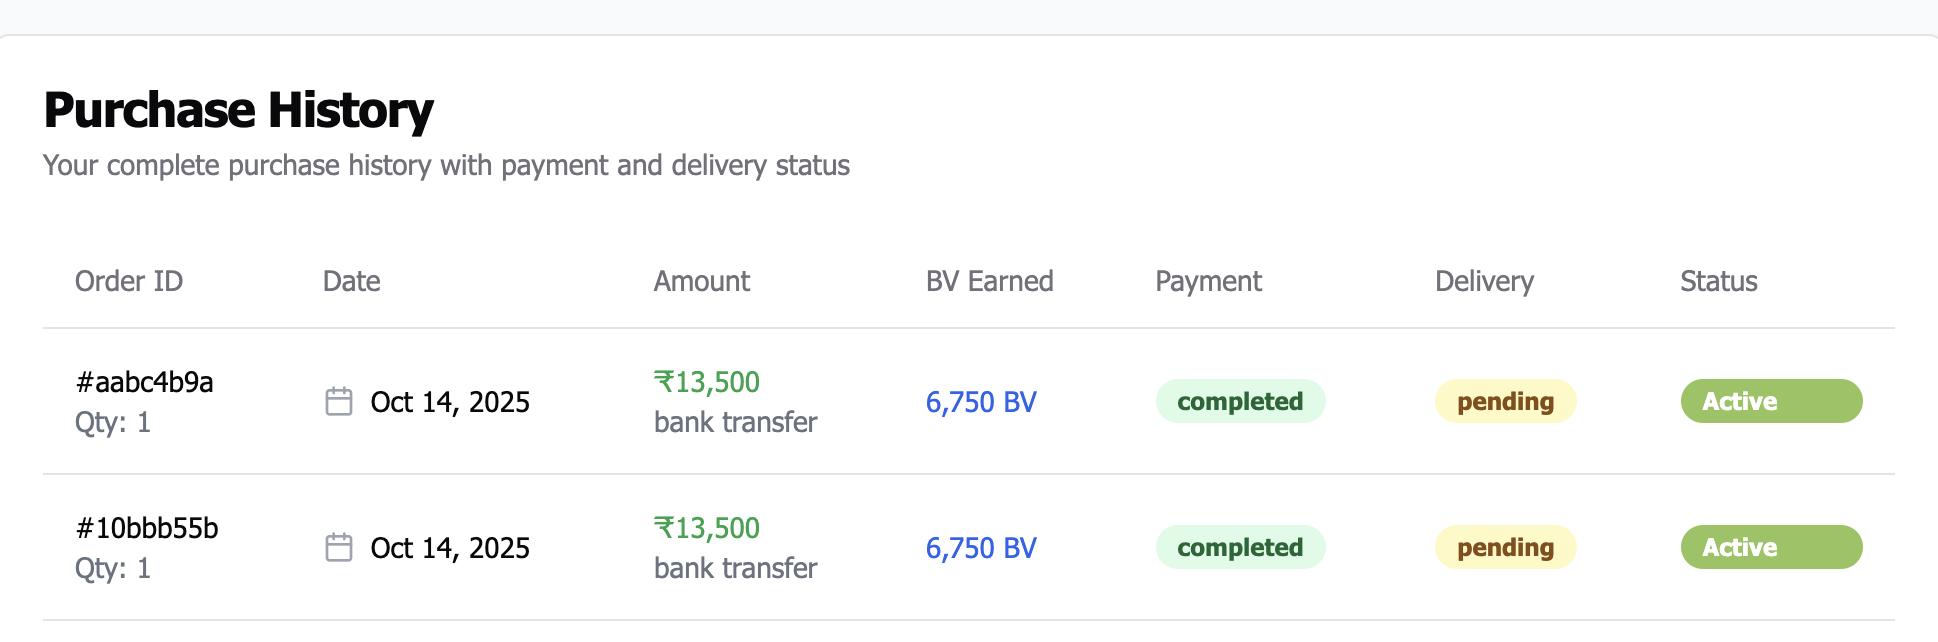 Purchase History
Your complete purchase history with payment and delivery status
Order ID Date Amount BV Earned Payment Delivery Status
#aabc4b9a
Qty: 1
Oct 14, 2025
₹13,500
bank transfer
6,750 BV
completed
pending
Active
#10bbb55b
Qty: 1
Oct 14, 2025
₹13,500
bank transfer
6,750 BV
completed
pending
Active